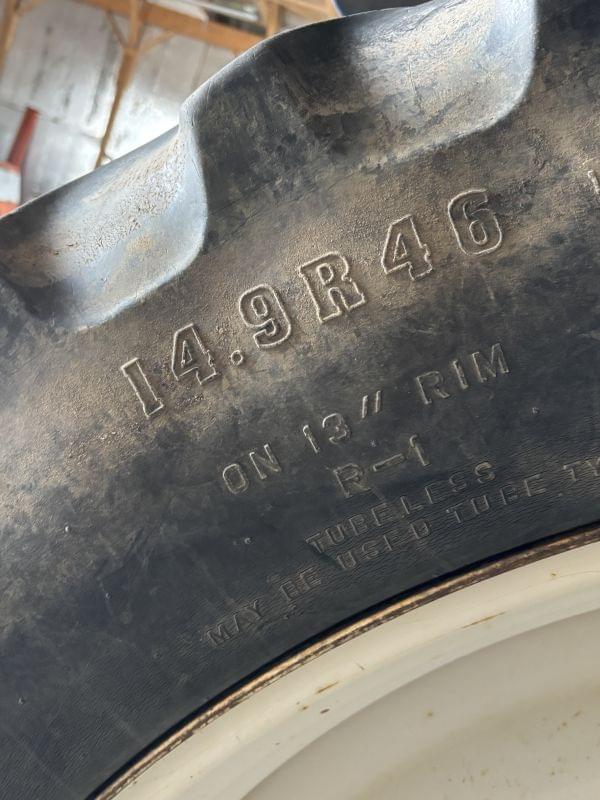 14.9R46
ON 13" RIM
R-1
TUBELESS
MAY BE USED TUBE TY